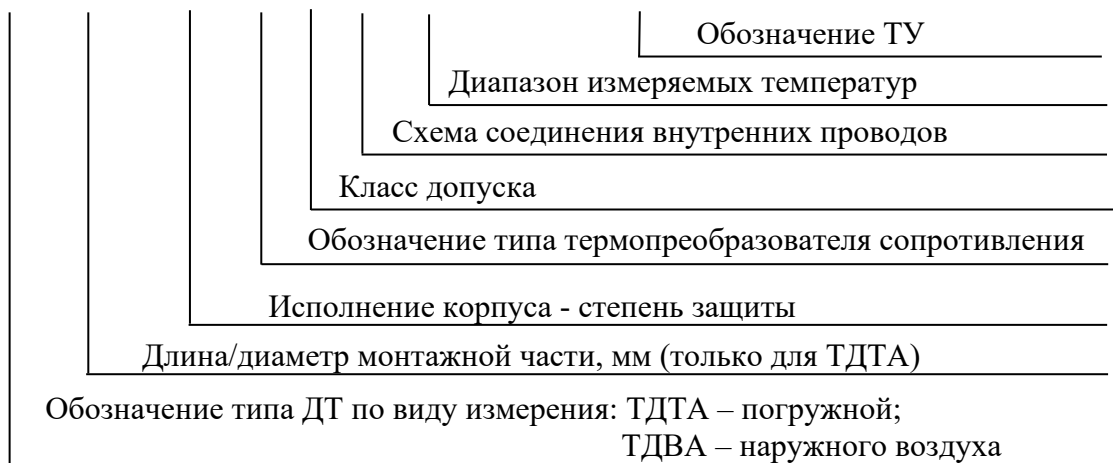 Обозначение ТУ
Диапазон измеряемых температур
Схема соединения внутренних проводов
Класс допуска
Обозначение типа термопреобразователя сопротивления
Исполнение корпуса - степень защиты
Длина/диаметр монтажной части, мм (только для ТДТА)
Обозначение типа ДТ по виду измерения: ТДТА – погружной;
ТДВА – наружного воздуха